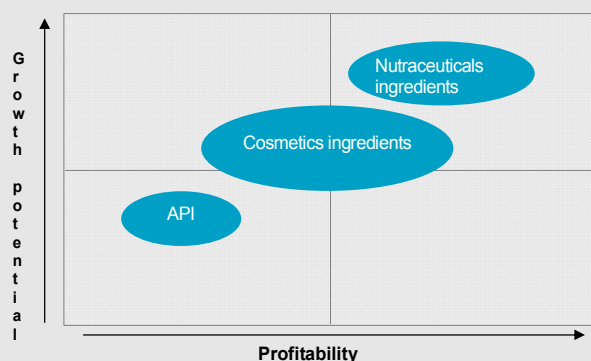 Growth potential
Nutraceuticals
ingredients
Cosmetics ingredients
API
Profitability